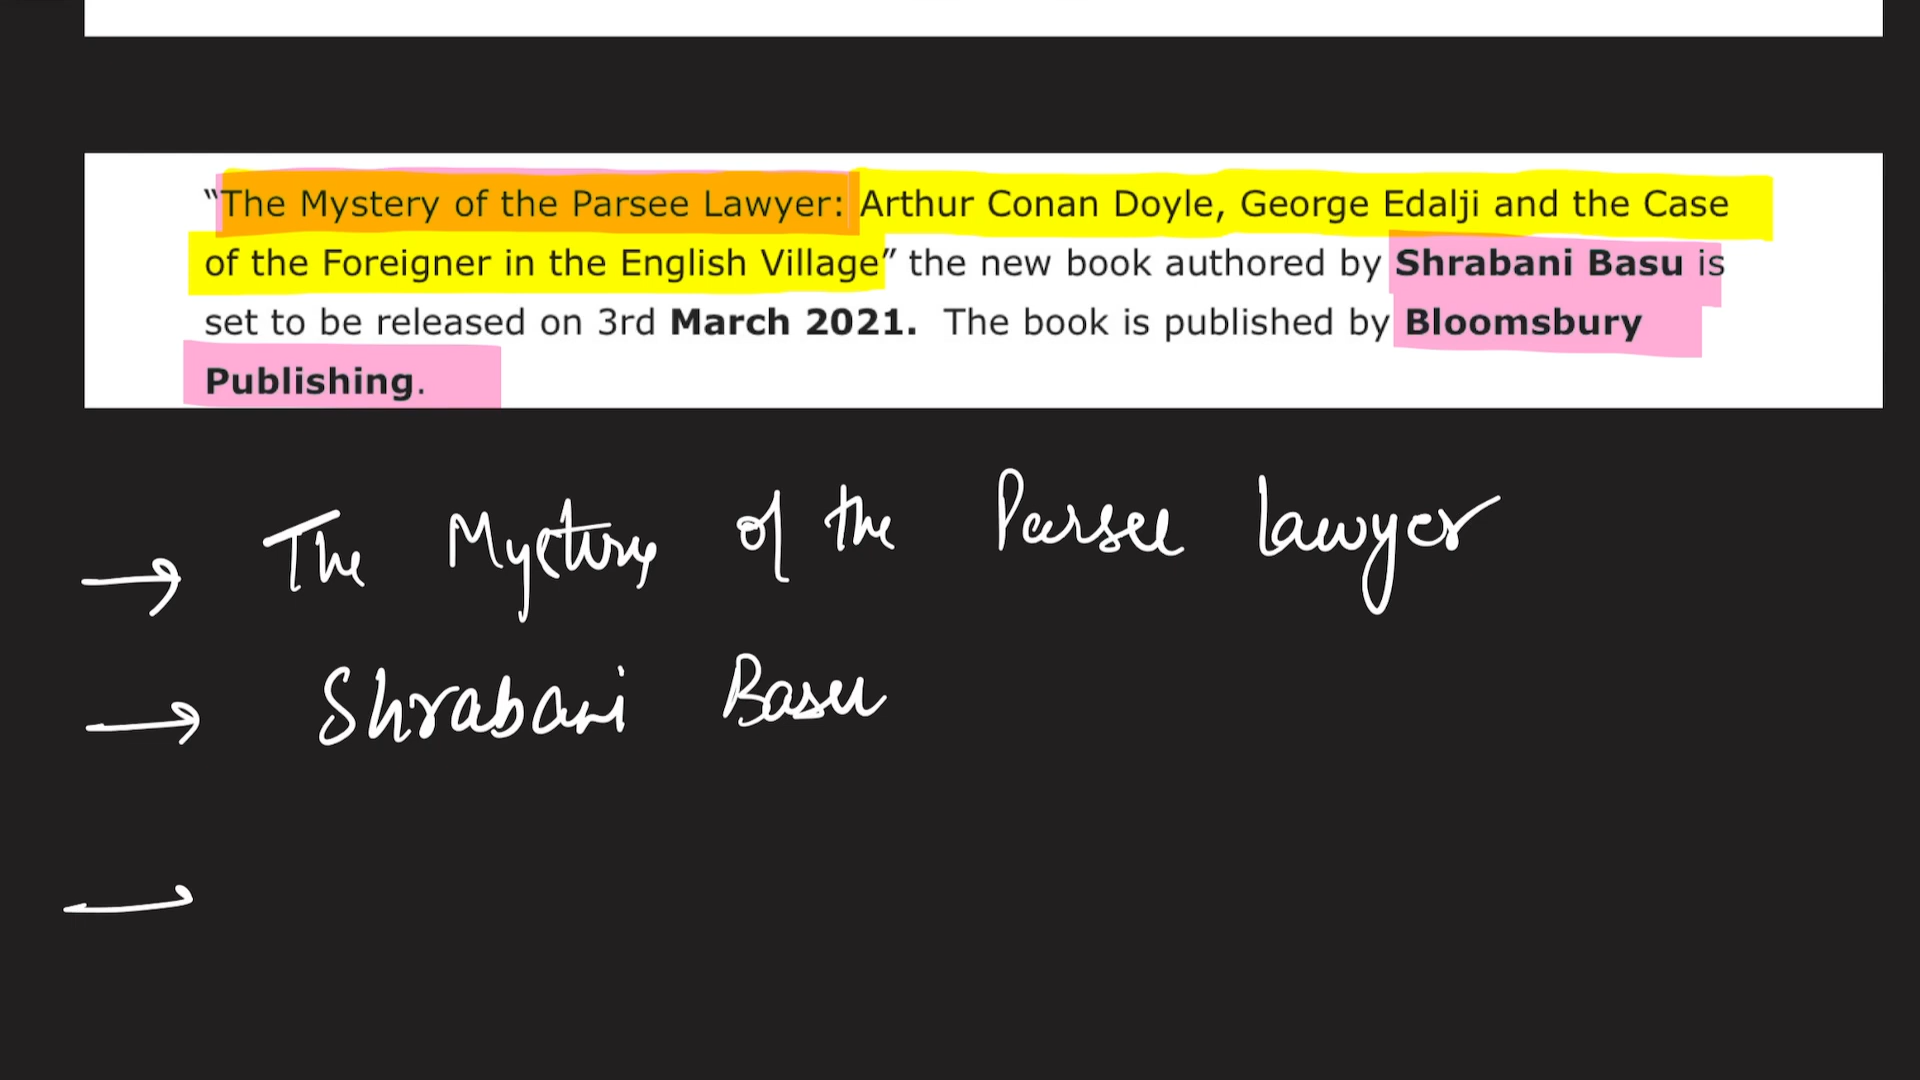 “The Mystery of the Parsee Lawyer: Arthur Conan Doyle, George Edalji and the Case
of the Foreigner in the English Village” the new book authored by Shrabani Basu is
set to be released on 3rd March 2021. The book is published by Bloomsbury
Publishing.
→ The Mystery of the Parsee Lawyer
→ Shrabani Basu
→